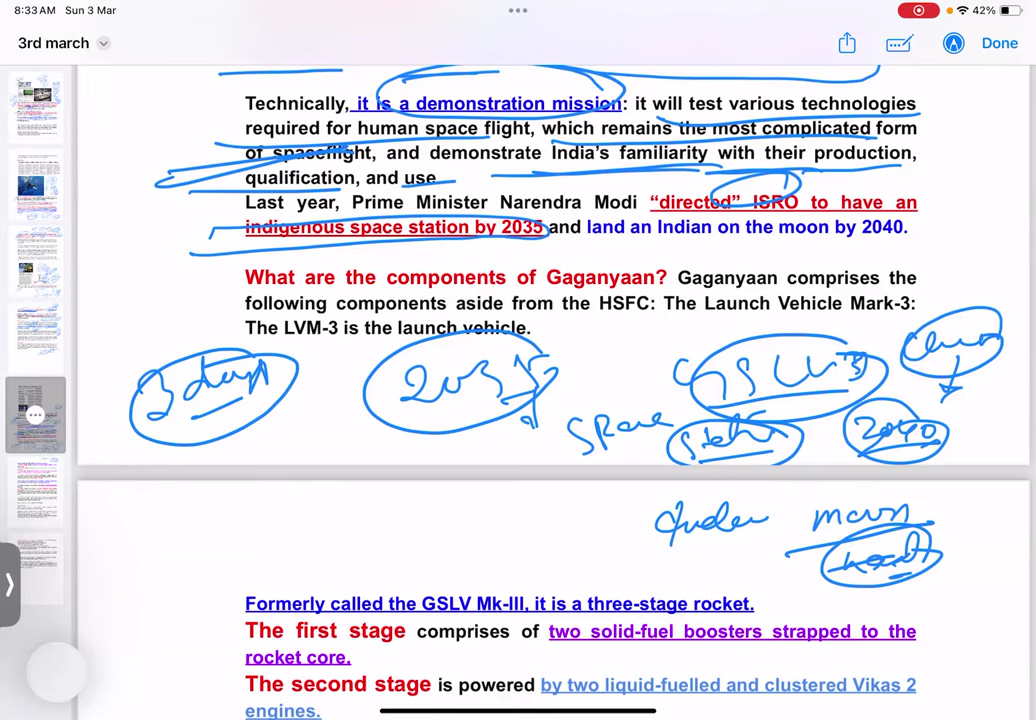 8:33 AM Sun 3 Mar
42%
3rd march
Done
Technically, it is a demonstration mission: it will test various technologies
required for human space flight, which remains the most complicated form
of spaceflight, and demonstrate India's familiarity with their production,
qualification, and use
Last year, Prime Minister Narendra Modi “directed” ISRO to have an
indigenous space station by 2035 and land an Indian on the moon by 2040.
What are the components of Gaganyaan? Gaganyaan comprises the
following components aside from the HSFC: The Launch Vehicle Mark-3:
The LVM-3 is the launch vehicle.
3 days 2035
Space 2040
Formerly called the GSLV Mk-III, it is a three-stage rocket.
The first stage comprises of two solid-fuel boosters strapped to the
rocket core.
The second stage is powered by two liquid-fuelled and clustered Vikas 2
engines.